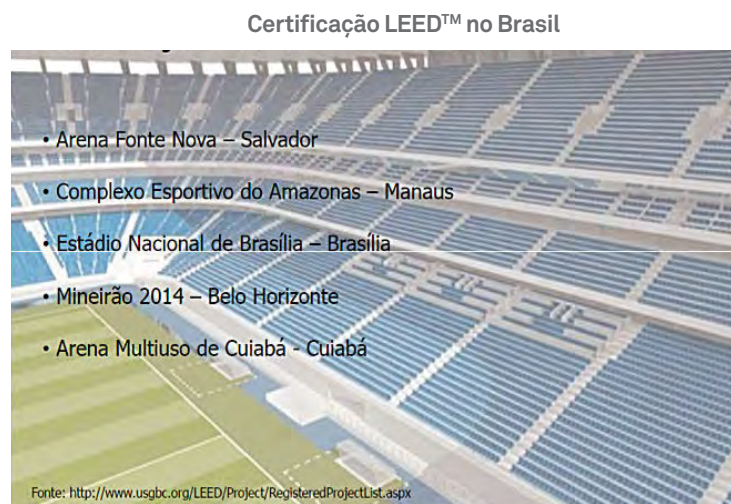 Certificação LEED™ no Brasil
• Arena Fonte Nova – Salvador
• Complexo Esportivo do Amazonas – Manaus
• Estádio Nacional de Brasília – Brasília
• Mineirão 2014 – Belo Horizonte
• Arena Multiuso de Cuiabá - Cuiabá
Fonte: http://www.usgbc.org/LEED/Project/RegisteredProjectList.aspx